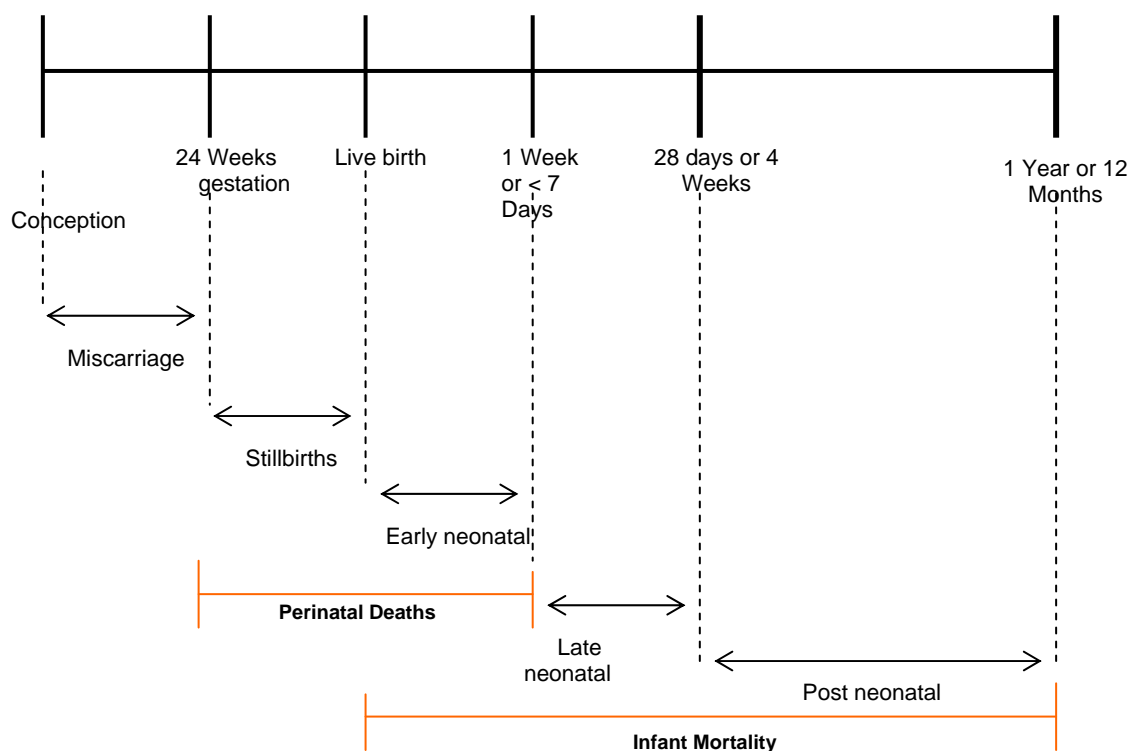 Conception
24 Weeks
gestation
Live birth
1 Week
or < 7
Days
28 days or 4
Weeks
1 Year or 12
Months
Miscarriage
Stillbirths
Early neonatal
Perinatal Deaths
Late
neonatal
Post neonatal
Infant Mortality